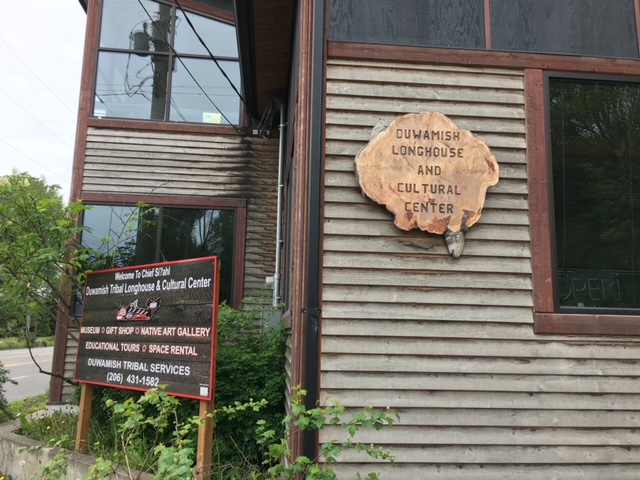 DUWAMISH
LONGHOUSE
AND
CULTURAL
CENTER
Welcome To Chief Si?ahl
Duwamish Tribal Longhouse & Cultural Center
MUSEUM GIFT SHOP NATIVE ART GALLERY
EDUCATIONAL TOURS SPACE RENTAL
DUWAMISH TRIBAL SERVICES
(206) 431-1582
OPEN